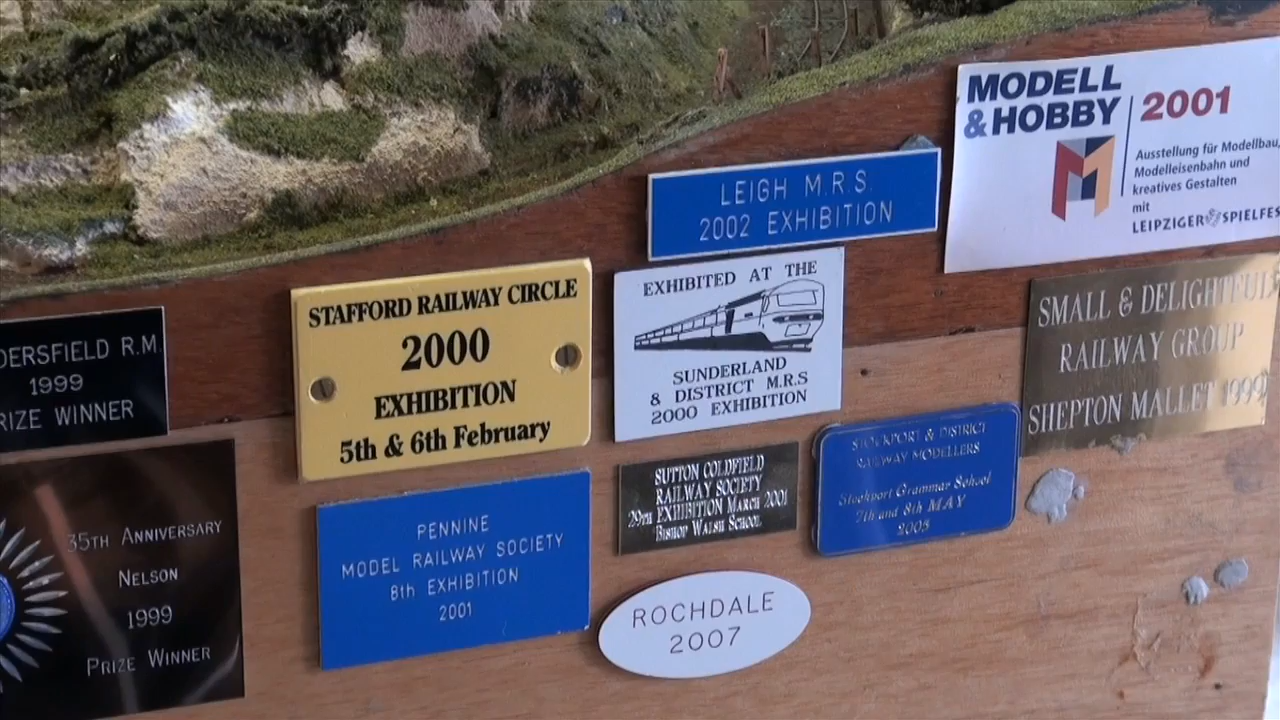 MODELL
& HOBBY
2001
Ausstellung für Modellbau,
Modelleisenbahn und
kreatives Gestalten
mit
LEIPZIGER SPIELFES
LEIGH M.R.S.
2002 EXHIBITION
STAFFORD RAILWAY CIRCLE
2000
EXHIBITION
5th & 6th February
EXHIBITED AT THE
SUNDERLAND
& DISTRICT M.R.S
2000 EXHIBITION
SMALL & DELIGHTFUL
RAILWAY GROUP
SHEPTON MALLET 1999
DERSFIELD R.M.
1999
RIZE WINNER
SUTTON COLDFIELD
RAILWAY SOCIETY
29TH EXHIBITION MARCH 2001
BISHOP WALSH SCHOOL
STOCKPORT & DISTRICT
RAILWAY MODELLERS
Stockport Grammar School
7th and 8th MAY
2005
35TH ANNIVERSARY
NELSON
1999
PRIZE WINNER
PENNINE
MODEL RAILWAY SOCIETY
8th EXHIBITION
2001
ROCHDALE
2007